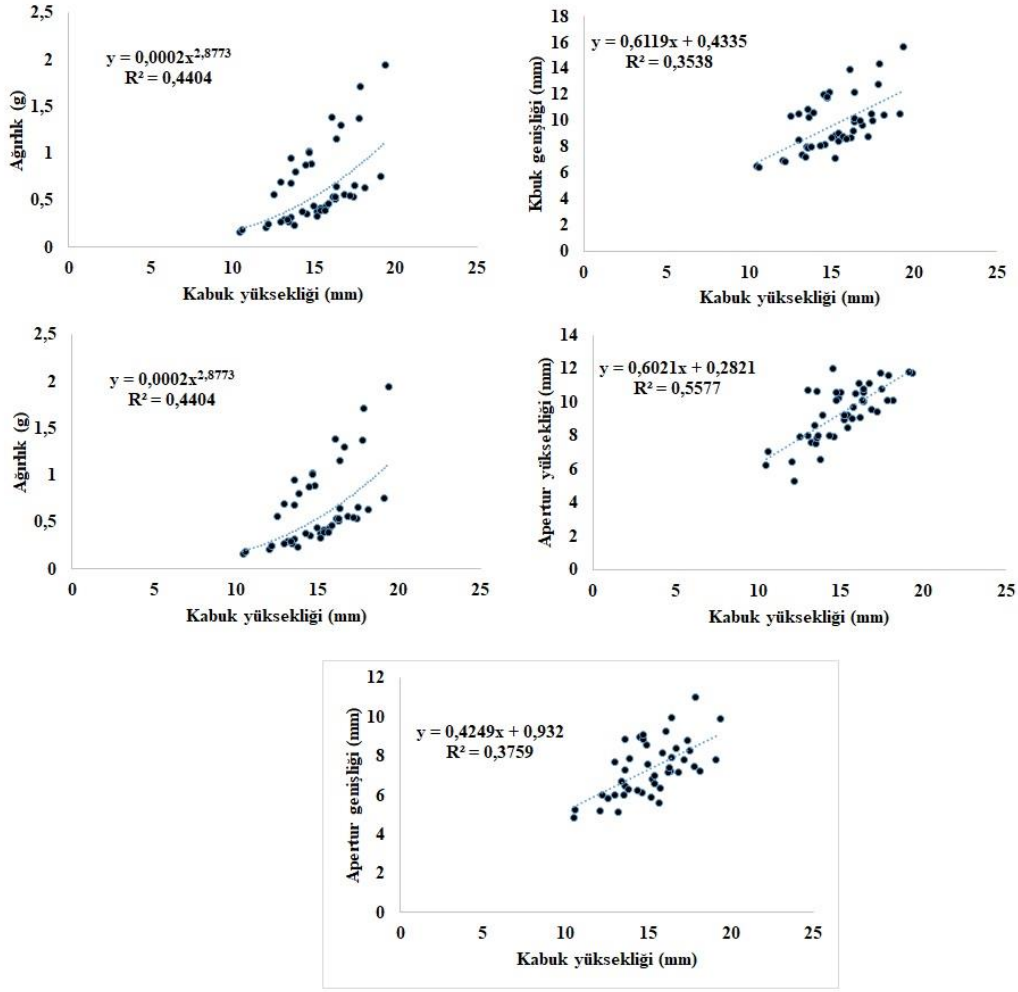 2,5
2
1,5
1
0,5
0
Ağırlık (g)
y = 0,0002x^2,8773
R² = 0,4404
0 5 10 15 20 25
Kabuk yüksekliği (mm)
18
16
14
12
10
8
6
4
2
0
Kbuk genişliği (mm)
y = 0,6119x + 0,4335
R² = 0,3538
0 5 10 15 20 25
Kabuk yüksekliği (mm)
2,5
2
1,5
1
0,5
0
Ağırlık (g)
y = 0,0002x^2,8773
R² = 0,4404
0 5 10 15 20 25
Kabuk yüksekliği (mm)
14
12
10
8
6
4
2
0
Apertur yüksekliği (mm)
y = 0,6021x + 0,2821
R² = 0,5577
0 5 10 15 20 25
Kabuk yüksekliği (mm)
12
10
8
6
4
2
0
Apertur genişliği (mm)
y = 0,4249x + 0,932
R² = 0,3759
0 5 10 15 20 25
Kabuk yüksekliği (mm)